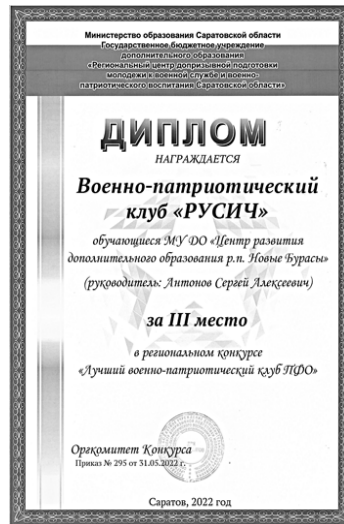 Министерство образования Саратовской области
Государственное бюджетное учреждение
дополнительного образования
«Региональный центр допризывной подготовки
молодежи к военной службе и военно-
патриотического воспитания Саратовской области»
ДИПЛОМ
НАГРАЖДАЕТСЯ
Военно-патриотический
клуб «РУСИЧ»
обучающиеся МУ ДО «Центр развития
дополнительного образования р.п. Новые Бурасы»
(руководитель: Антонов Сергей Алексеевич)
за III место
в региональном конкурсе
«Лучший военно-патриотический клуб ПФО»
Оргкомитет Конкурса
Приказ № 295 от 31.05.2022 г.
Саратов, 2022 год